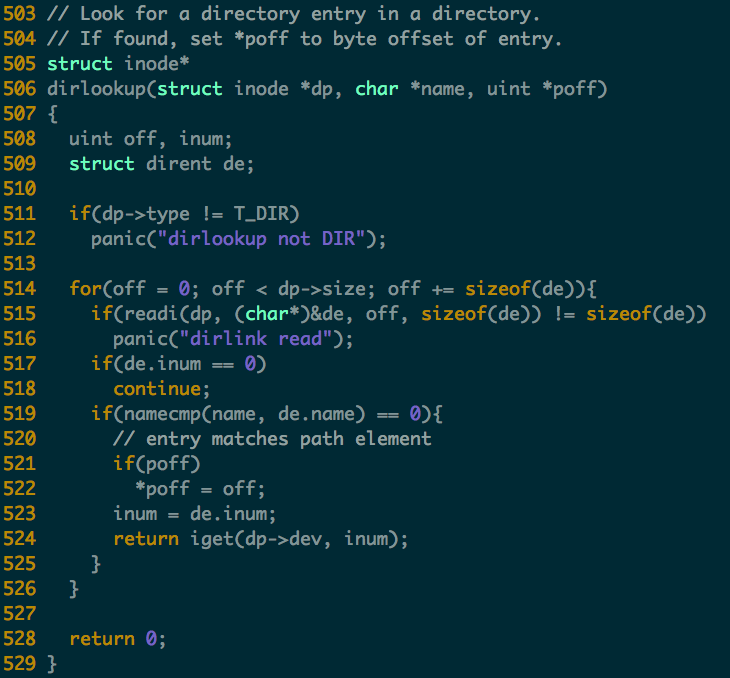 503 // Look for a directory entry in a directory.
504 // If found, set *poff to byte offset of entry.
505 struct inode*
506 dirlookup(struct inode *dp, char *name, uint *poff)
507 {
508   uint off, inum;
509   struct dirent de;
510
511   if(dp->type != T_DIR)
512     panic("dirlookup not DIR");
513
514   for(off = 0; off < dp->size; off += sizeof(de)){
515     if(readi(dp, (char*)&de, off, sizeof(de)) != sizeof(de))
516       panic("dirlink read");
517     if(de.inum == 0)
518       continue;
519     if(namecmp(name, de.name) == 0){
520       // entry matches path element
521       if(poff)
522         *poff = off;
523       inum = de.inum;
524       return iget(dp->dev, inum);
525     }
526   }
527
528   return 0;
529 }